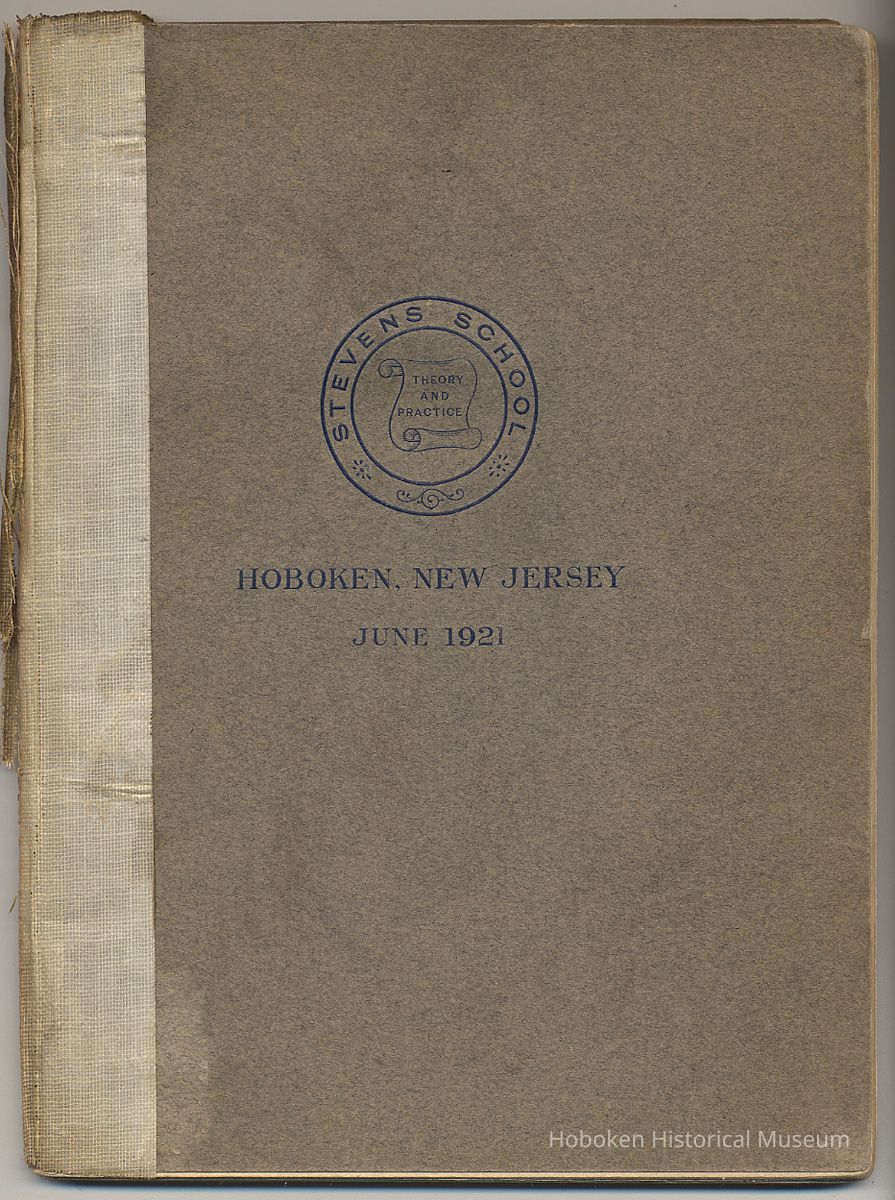 STEVENS SCHOOL
THEORY
AND
PRACTICE
HOBOKEN, NEW JERSEY
JUNE 1921
Hoboken Historical Museum